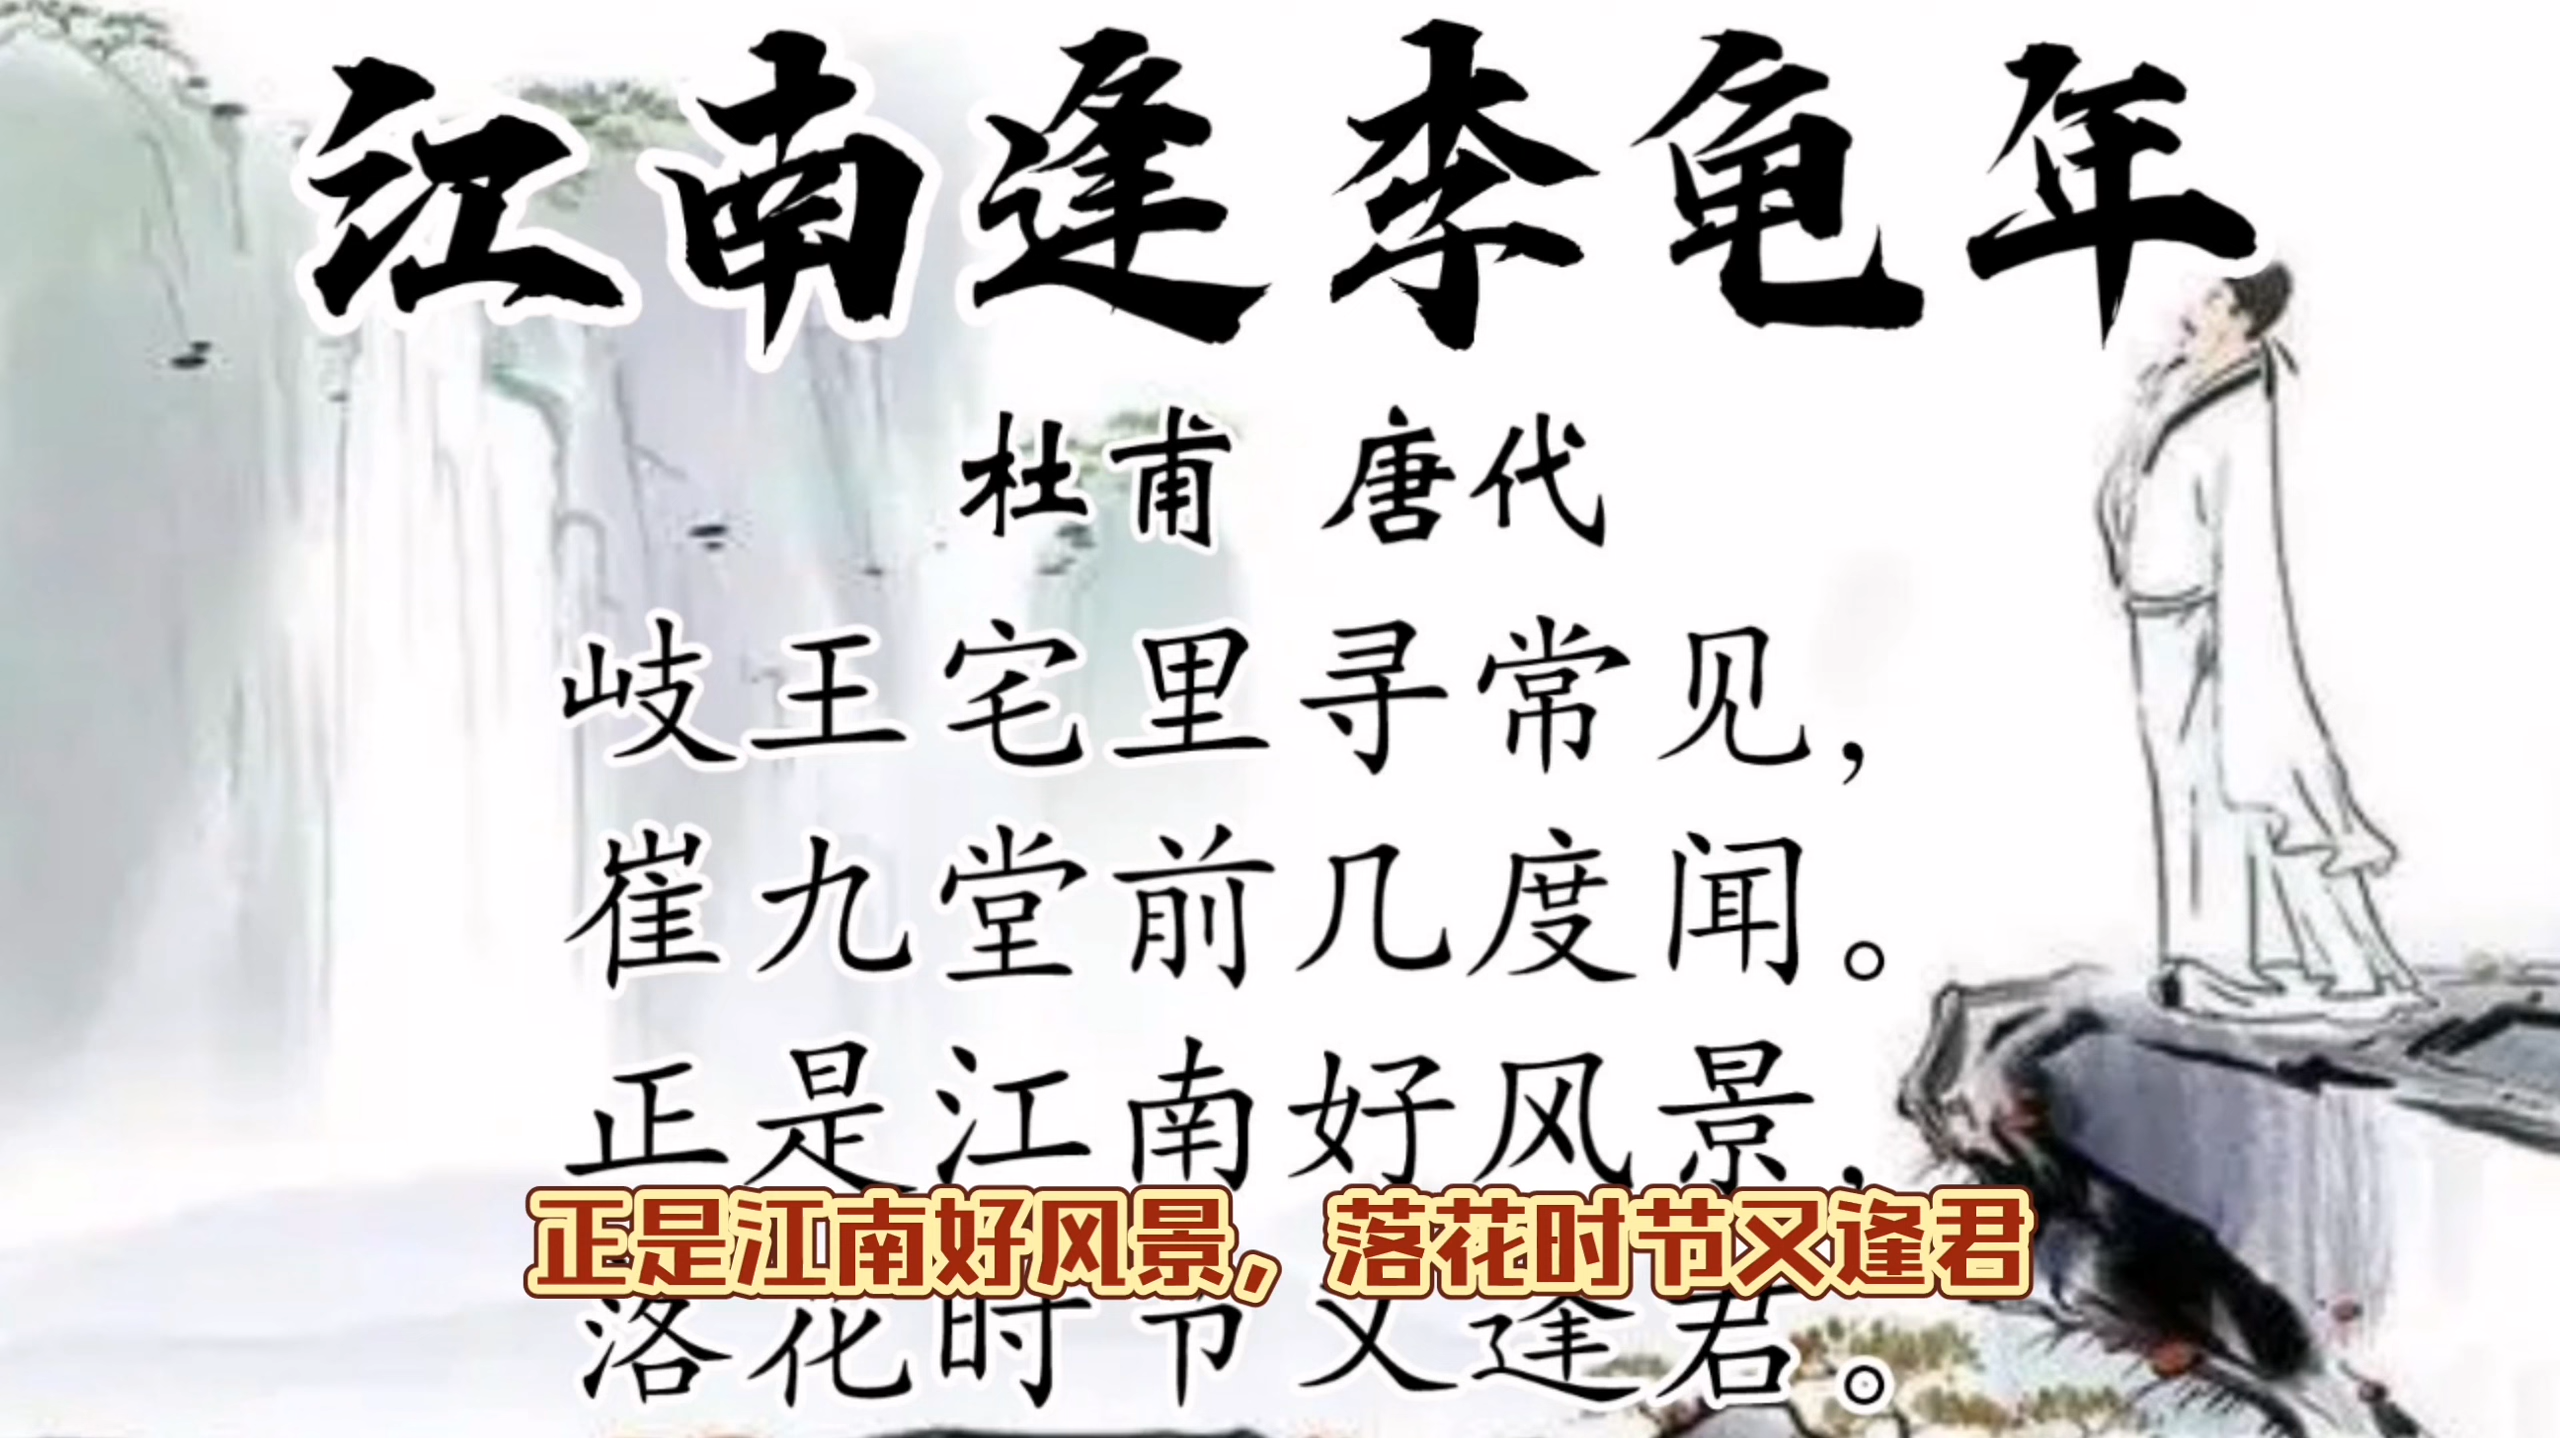 江南逢李龟年
杜甫 唐代
岐王宅里寻常见，
崔九堂前几度闻。
正是江南好风景，
正是江南好风景，落花时节又逢君
落花时节又逢君。